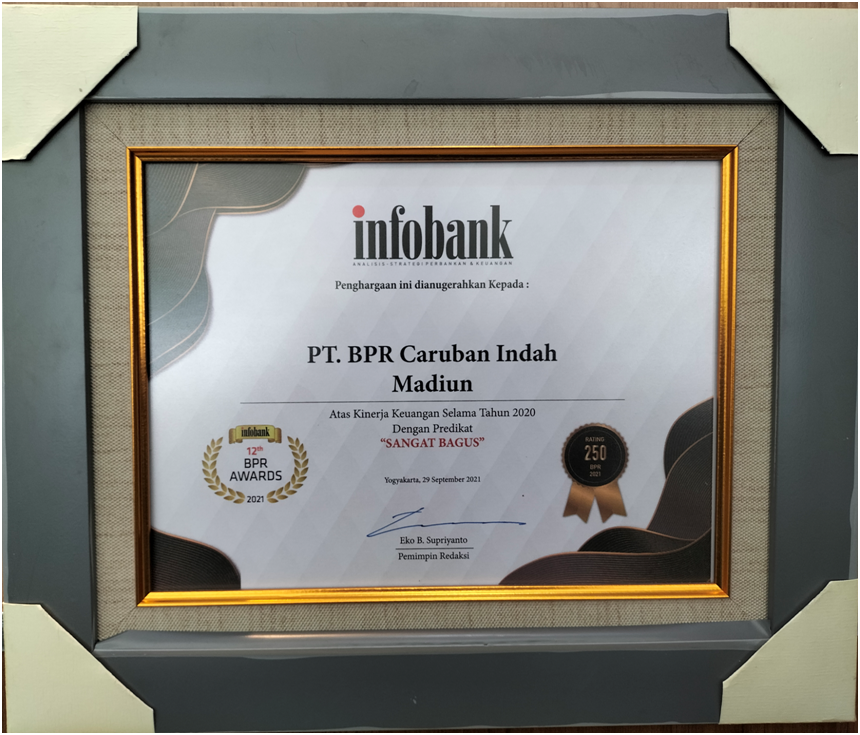 infobank
ANALISIS • STRATEGI PERBANKAN & KEUANGAN
Penghargaan ini dianugerahkan Kepada :
PT. BPR Caruban Indah
Madiun
Atas Kinerja Keuangan Selama Tahun 2020
Dengan Predikat
“SANGAT BAGUS”
Yogyakarta, 29 September 2021
Eko B. Supriyanto
Pemimpin Redaksi
infobank
12th
BPR
AWARDS
2021
RATING
250
BPR
2021